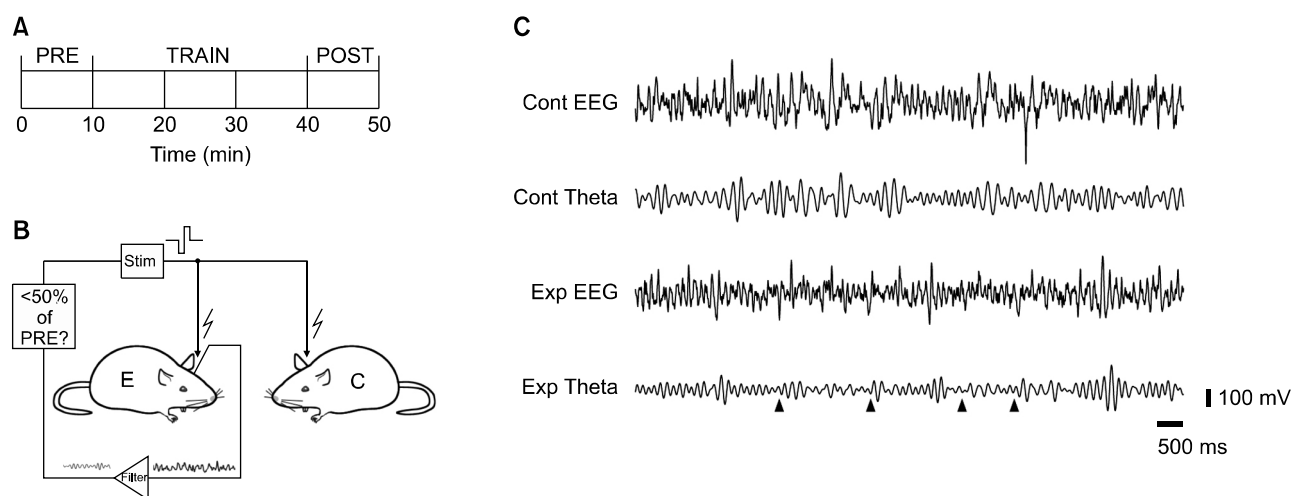 A
PRE TRAIN POST
0 10 20 30 40 50
Time (min)
B
Stim
<50%
of
PRE?
E
C
Filter
C
Cont EEG
Cont Theta
Exp EEG
Exp Theta
100 mV
500 ms